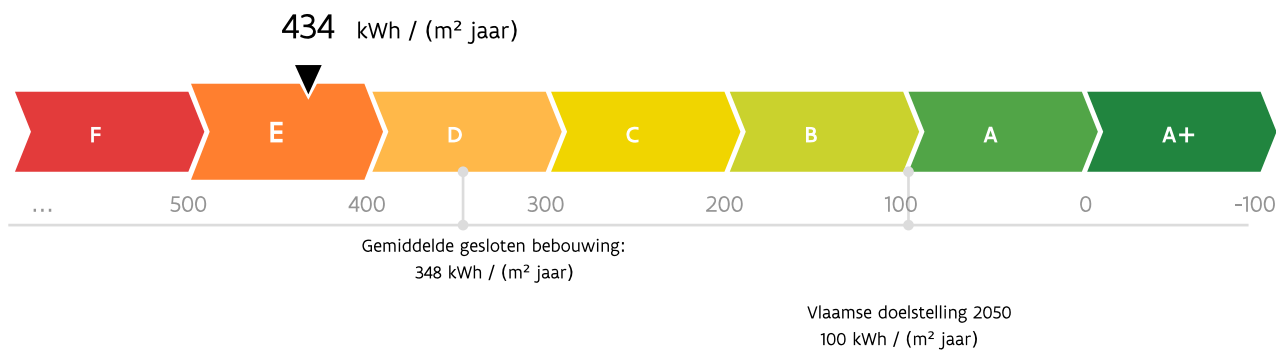 434 kWh / (m² jaar)
F E D C B A A+
... 500 400 300 200 100 0 -100
Gemiddelde gesloten bebouwing:
348 kWh / (m² jaar)
Vlaamse doelstelling 2050
100 kWh / (m² jaar)